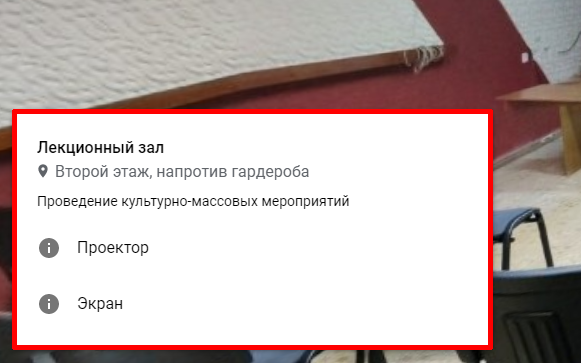 Лекционный зал
Второй этаж, напротив гардероба
Проведение культурно-массовых мероприятий
Проектор
Экран